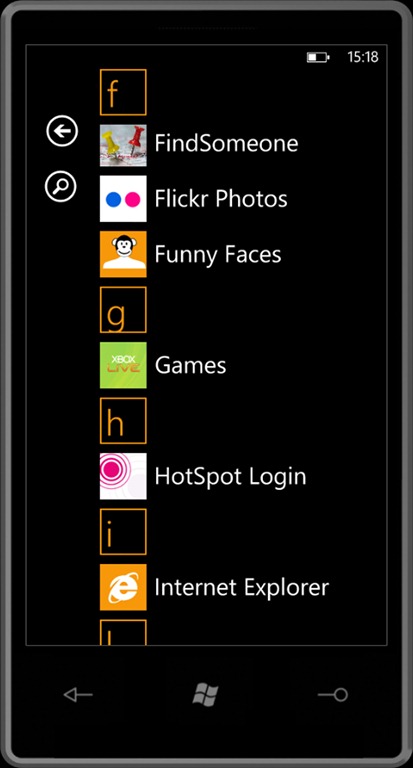 15:18
f
FindSomeone
Flickr Photos
Funny Faces
g
XBOX
LIVE
Games
h
HotSpot Login
i
Internet Explorer